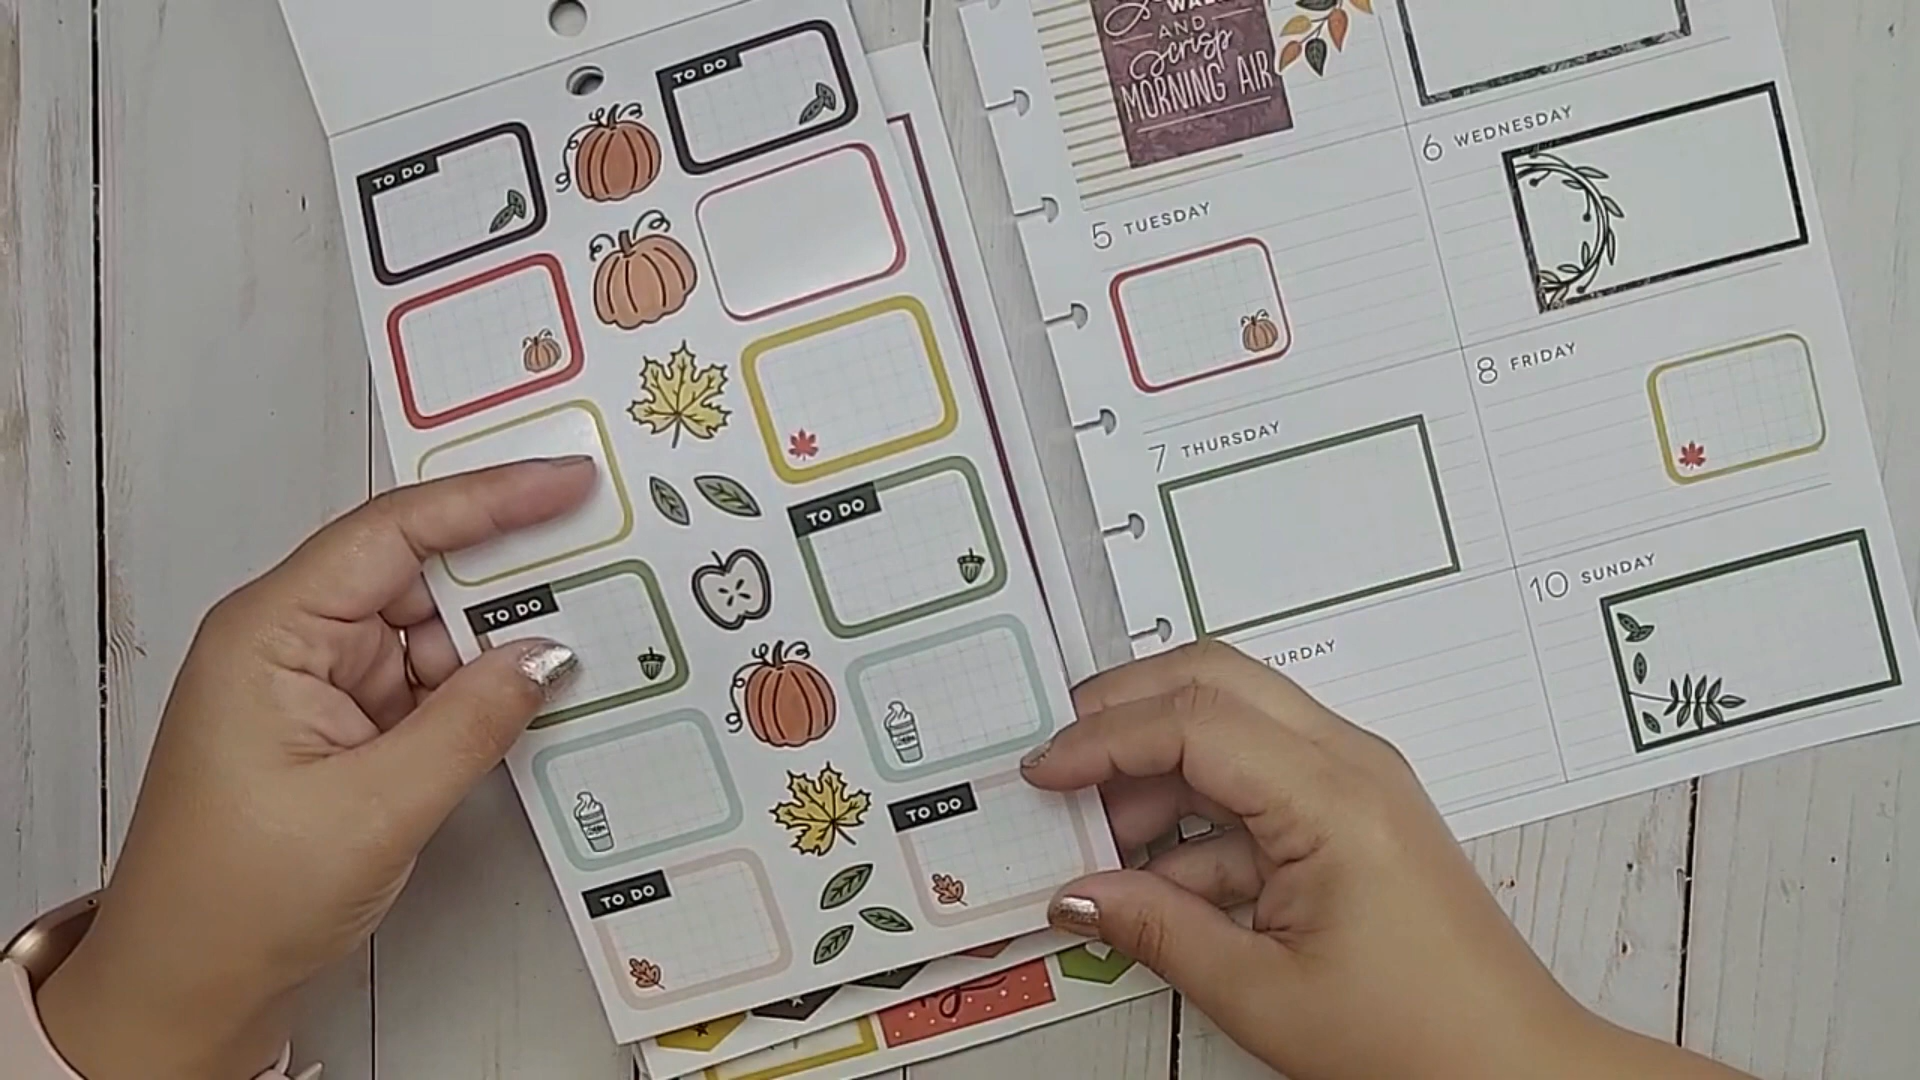 TO DO
TO DO
TO DO
TO DO
TO DO
TO DO
AND
crisp
MORNING AIR
5 TUESDAY
6 WEDNESDAY
7 THURSDAY
8 FRIDAY
10 SUNDAY